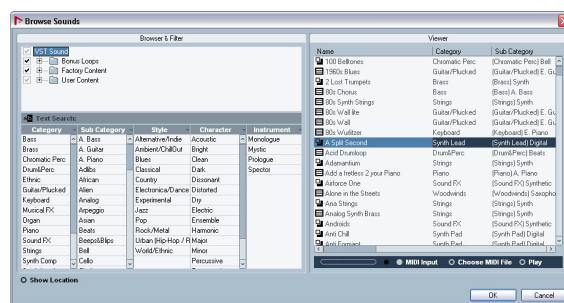 Browse Sounds
Browser & Filter
VST Sound
Bonus Loops
Factory Content
User Content
Text Search:
Category Sub Category Style Character Instrument
Bass A. Bass Alternative/Indie Acoustic Monologue
Brass A. Guitar Ambient/ChillOut Bright Mystic
Chromatic Perc A. Piano Blues Clean Prologue
Drum&Perc Adlibs Classical Dark Spector
Ethnic African Country Dissonant
Guitar/Plucked Alien Electronica/Dance Distorted
Keyboard Analog Experimental Dry
Musical FX Arpeggio Jazz Electric
Organ Asian Pop Ensemble
Piano Beats Rock/Metal Harmonic
Sound FX Beeps&Blips Urban (Hip-Hop / R Major
Strings Bell World/Ethnic Minor
Synth Comp Cello Percussive
Show Location
Viewer
Name Category Sub Category
100 Belltones Chromatic Perc (Chromatic Perc) Bell
1960s Blues Guitar/Plucked (Guitar/Plucked) E. Gu
2 Lost Trumpets Brass (Brass) Synth
80s Chorus Bass (Bass) A. Bass
80s Synth Strings Strings (Strings) Synth
80s Wall lite Guitar/Plucked (Guitar/Plucked) E. Gu
80s Wall Guitar/Plucked (Guitar/Plucked) E. Gu
80s Wurlitzer Keyboard (Keyboard) E. Piano
A Split Second Synth Lead (Synth Lead) Digital
Acid Drumloop Drum&Perc (Drum&Perc) Beats
Adamantium Strings (Strings) Synth
Add a fretless 2 your Piano Piano (Piano) A. Piano
Airforce One Sound FX (Sound FX) Synthetic
Alone in the Streets Woodwinds (Woodwinds) Saxopho
Ana Strings Strings (Strings) Synth
Analog Synth Brass Strings (Strings) Synth
Androids Sound FX (Sound FX) Synthetic
Anti Chill Synth Pad (Synth Pad) Digital
Anti Formant Synth Pad (Synth Pad) Digital
MIDI Input Choose MIDI File Play
OK Cancel